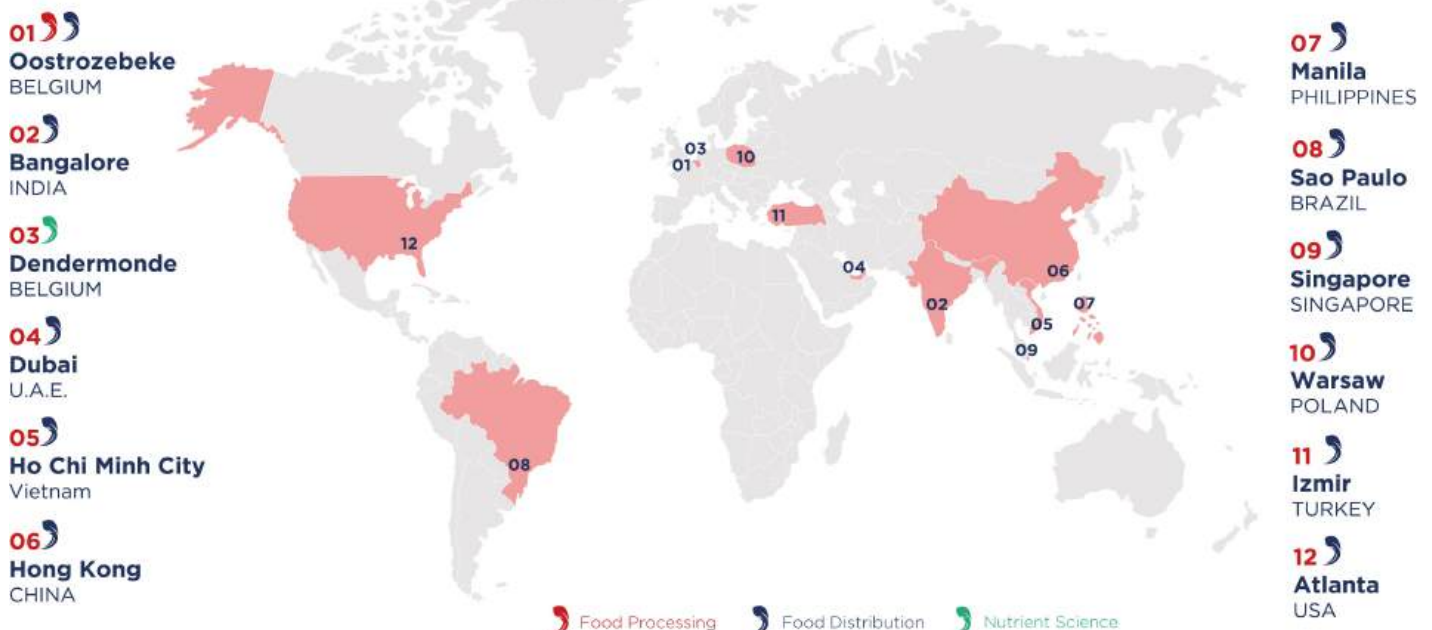 01
Oostrozebeke
BELGIUM
02
Bangalore
INDIA
03
Dendermonde
BELGIUM
04
Dubai
U.A.E.
05
Ho Chi Minh City
Vietnam
06
Hong Kong
CHINA
03
01
10
11
12
04
06
02
07
05
09
08
07
Manila
PHILIPPINES
08
Sao Paulo
BRAZIL
09
Singapore
SINGAPORE
10
Warsaw
POLAND
11
Izmir
TURKEY
12
Atlanta
USA
Food Processing
Food Distribution
Nutrient Science